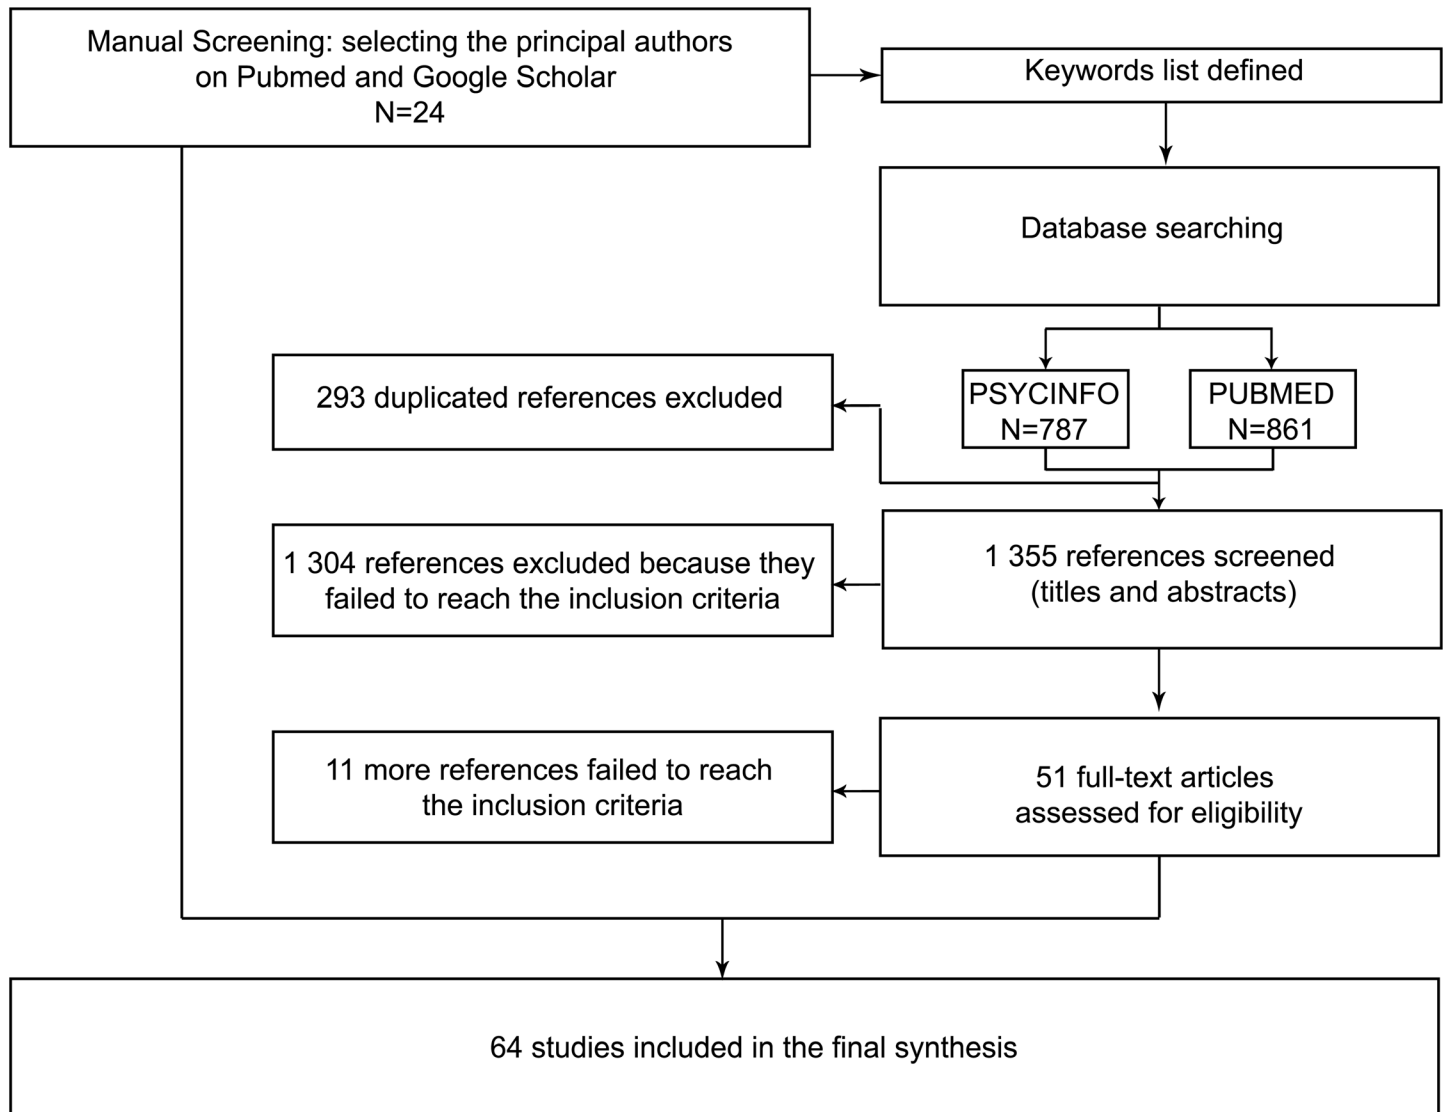 Manual Screening: selecting the principal authors
on Pubmed and Google Scholar
N=24
Keywords list defined
Database searching
PSYCINFO
N=787
PUBMED
N=861
293 duplicated references excluded
1 355 references screened
(titles and abstracts)
1 304 references excluded because they
failed to reach the inclusion criteria
51 full-text articles
assessed for eligibility
11 more references failed to reach
the inclusion criteria
64 studies included in the final synthesis